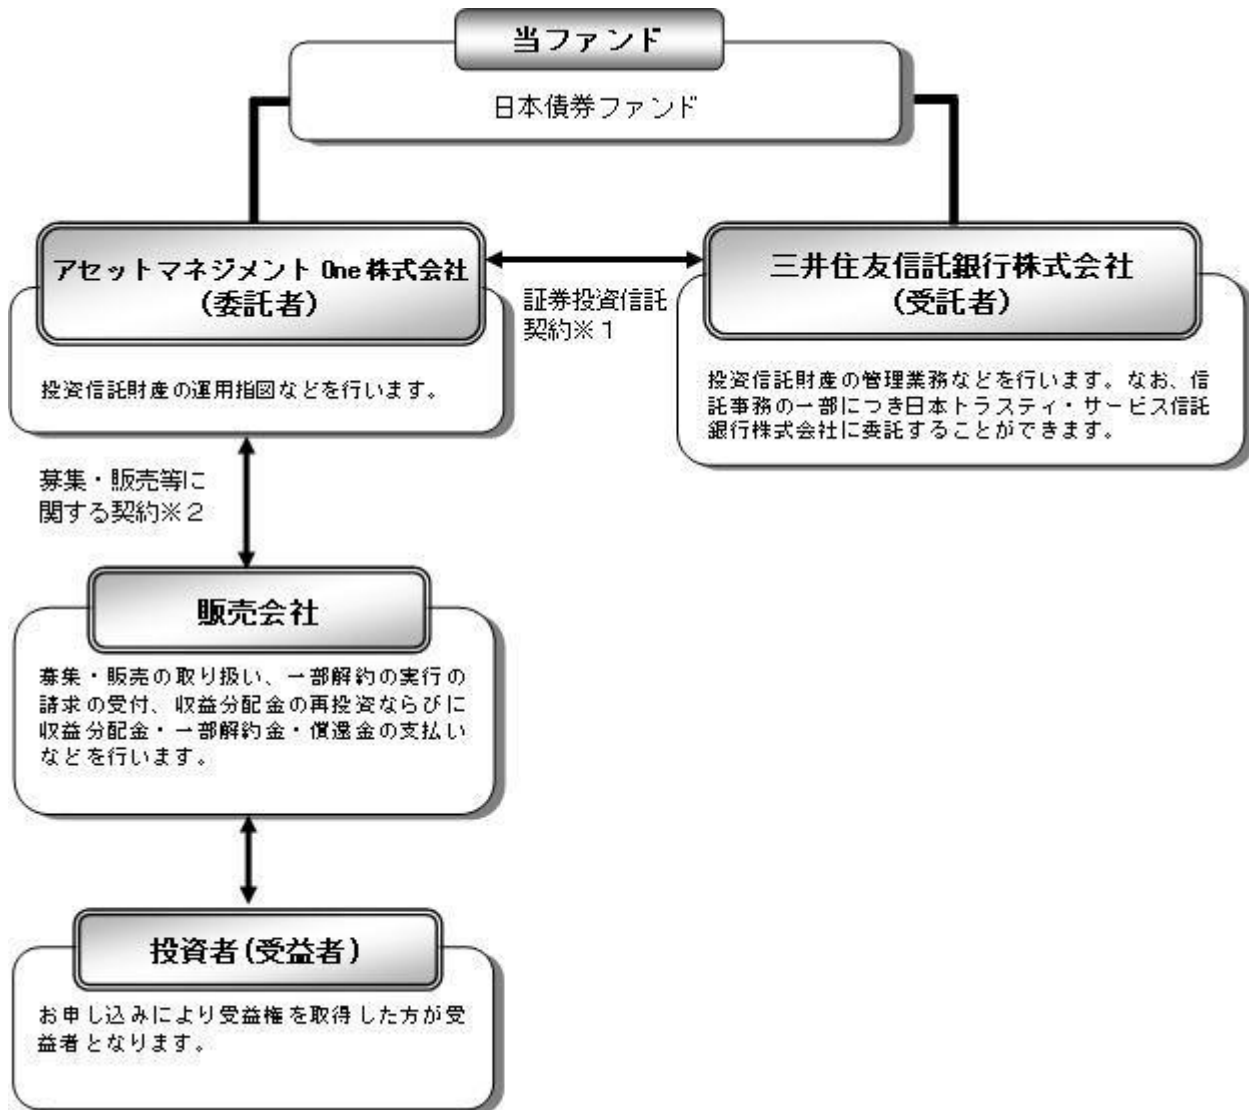 当ファンド
日本債券ファンド
アセットマネジメント One 株式会社
(委託者)
投資信託財産の運用指図などを行います。
証券投資信託
契約※１
三井住友信託銀行株式会社
(受託者)
投資信託財産の管理業務などを行います。なお、信
託事務の一部につき日本トラスティ・サービス信託
銀行株式会社に委託することができます。
募集・販売等に
関する契約※２
販売会社
募集・販売の取り扱い、一部解約の実行の
請求の受付、収益分配金の再投資ならびに
収益分配金・一部解約金・償還金の支払い
などを行います。
投資者(受益者)
お申し込みにより受益権を取得した方が受
益者となります。